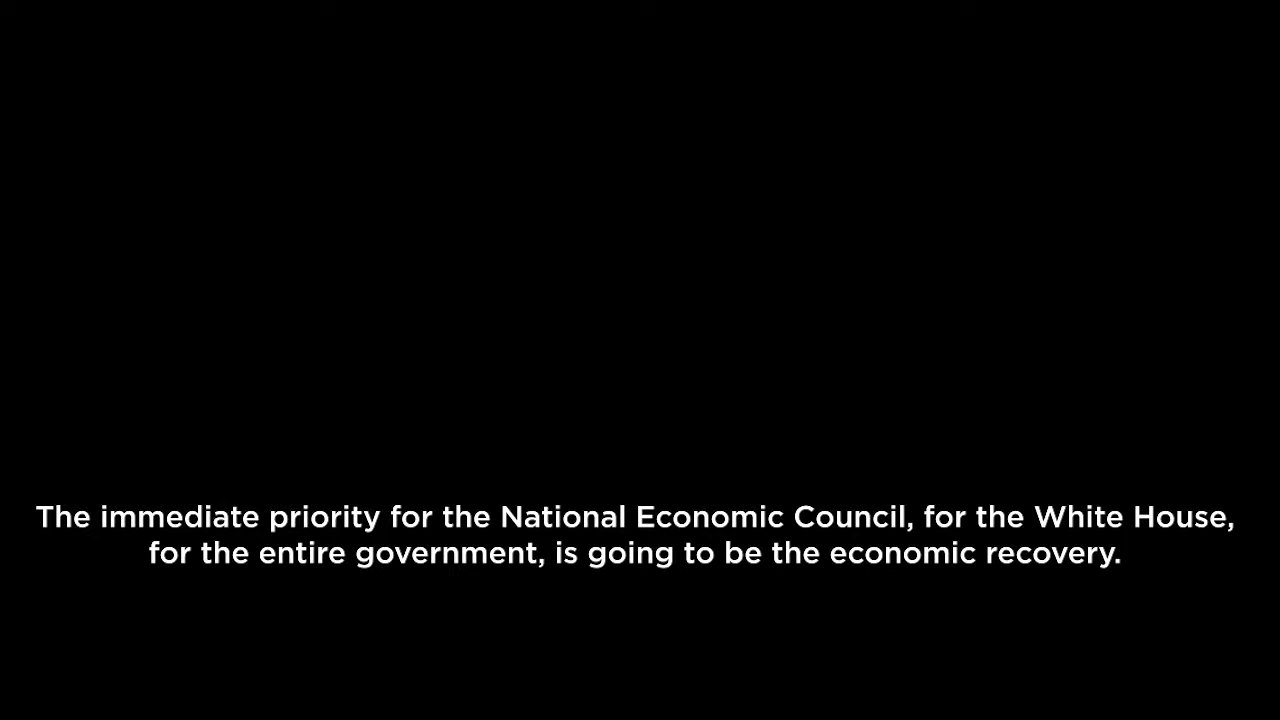 The immediate priority for the National Economic Council, for the White House,
for the entire government, is going to be the economic recovery.